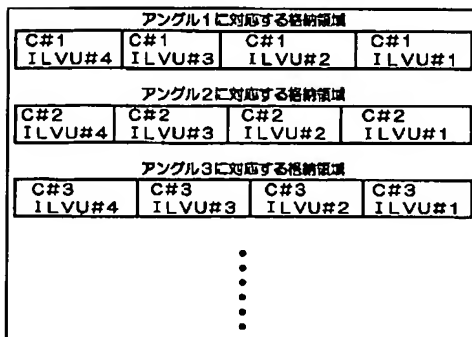 アングル1に対応する格納領域
C#1 C#1 C#1 C#1
ILVU#4 ILVU#3 ILVU#2 ILVU#1
アングル2に対応する格納領域
C#2 C#2 C#2 C#2
ILVU#4 ILVU#3 ILVU#2 ILVU#1
アングル3に対応する格納領域
C#3 C#3 C#3 C#3
ILVU#4 ILVU#3 ILVU#2 ILVU#1